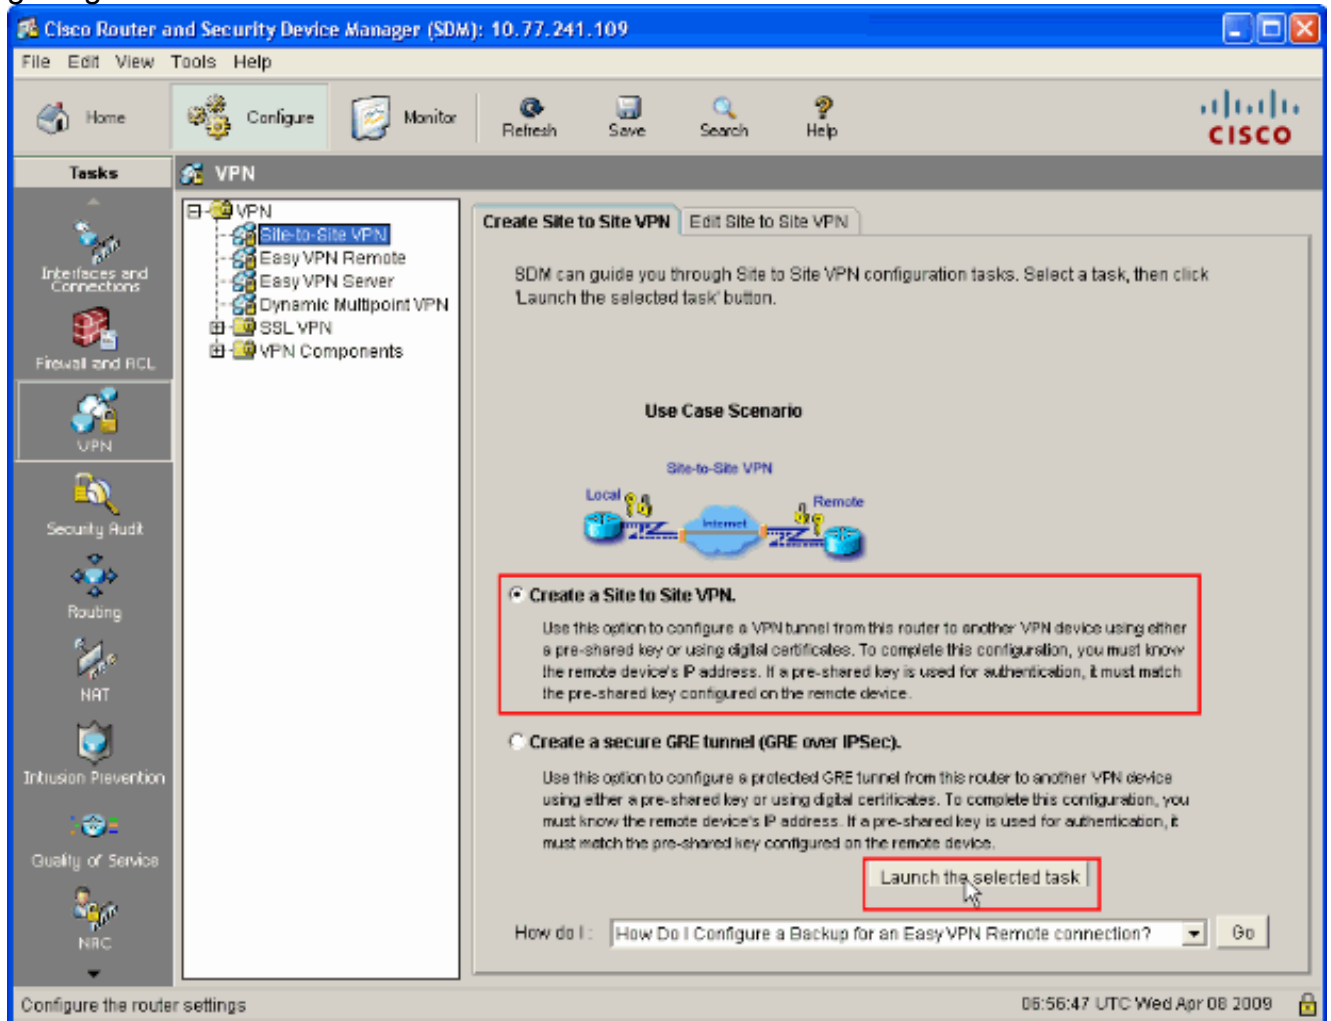 Cisco Router and Security Device Manager (SDM): 10.77.241.109
File Edit View Tools Help
Home Configure Monitor Refresh Save Search Help
CISCO
Tasks
VPN
Interfaces and
Connections
Firewall and ACL
VPN
Security Audit
Routing
NAT
Intrusion Prevention
Quality of Service
NAC
VPN
Site-to-Site VPN
Easy VPN Remote
Easy VPN Server
Dynamic Multipoint VPN
SSL VPN
VPN Components
Create Site to Site VPN Edit Site to Site VPN
SDM can guide you through Site to Site VPN configuration tasks. Select a task, then click
'Launch the selected task' button.
Use Case Scenario
Site-to-Site VPN
Local
Internet
Remote
Create a Site to Site VPN.
Use this option to configure a VPN tunnel from this router to another VPN device using either
a pre-shared key or using digital certificates. To complete this configuration, you must know
the remote device's IP address. If a pre-shared key is used for authentication, it must match
the pre-shared key configured on the remote device.
Create a secure GRE tunnel (GRE over IPSec).
Use this option to configure a protected GRE tunnel from this router to another VPN device
using either a pre-shared key or using digital certificates. To complete this configuration, you
must know the remote device's IP address. If a pre-shared key is used for authentication, it
must match the pre-shared key configured on the remote device.
Launch the selected task
How do I: How Do I Configure a Backup for an Easy VPN Remote connection? Go
Configure the router settings 06:56:47 UTC Wed Apr 08 2009